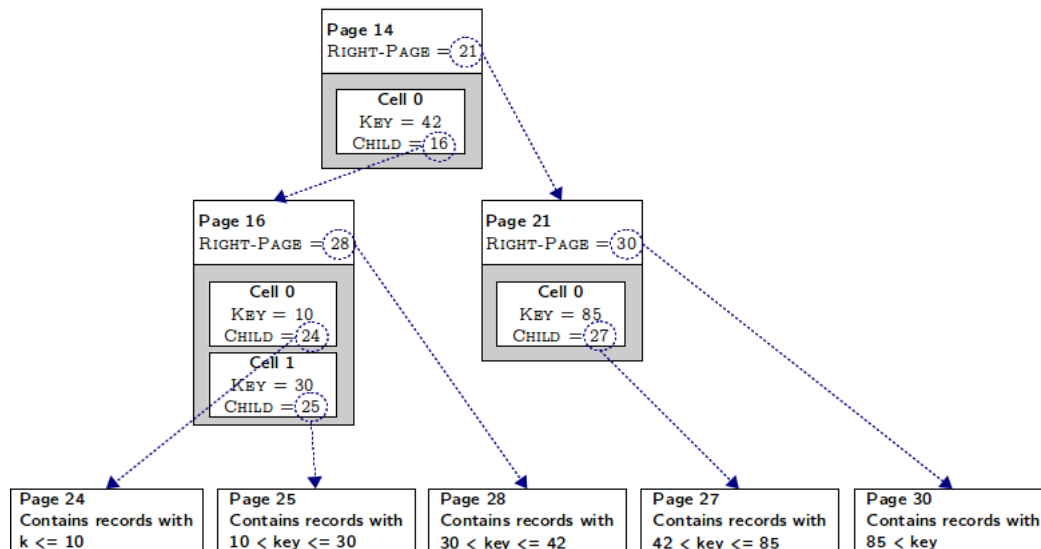 Page 14
Right-Page = 21
Cell 0
Key = 42
Child = 16
Page 16
Right-Page = 28
Cell 0
Key = 10
Child = 24
Cell 1
Key = 30
Child = 25
Page 21
Right-Page = 30
Cell 0
Key = 85
Child = 27
Page 24
Contains records with
k <= 10
Page 25
Contains records with
10 < key <= 30
Page 28
Contains records with
30 < key <= 42
Page 27
Contains records with
42 < key <= 85
Page 30
Contains records with
85 < key